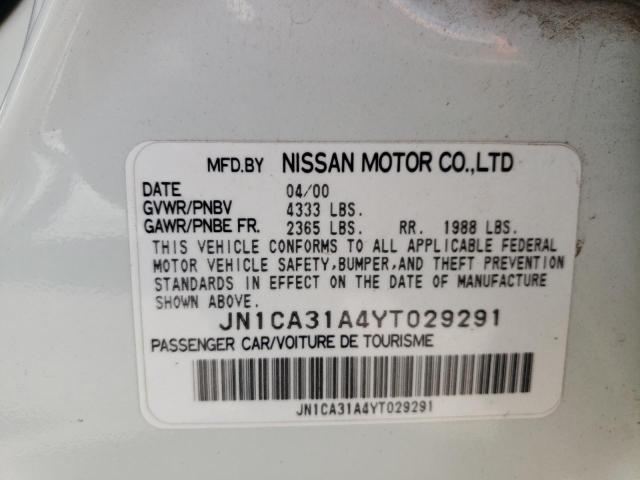 MFD.BY NISSAN MOTOR CO.,LTD
DATE 04/00
GVWR/PNBV 4333 LBS.
GAWR/PNBE FR. 2365 LBS. RR. 1988 LBS.
THIS VEHICLE CONFORMS TO ALL APPLICABLE FEDERAL
MOTOR VEHICLE SAFETY,BUMPER,AND THEFT PREVENTION
STANDARDS IN EFFECT ON THE DATE OF MANUFACTURE
SHOWN ABOVE.
JN1CA31A4YT029291
PASSENGER CAR/VOITURE DE TOURISME
JN1CA31A4YT029291